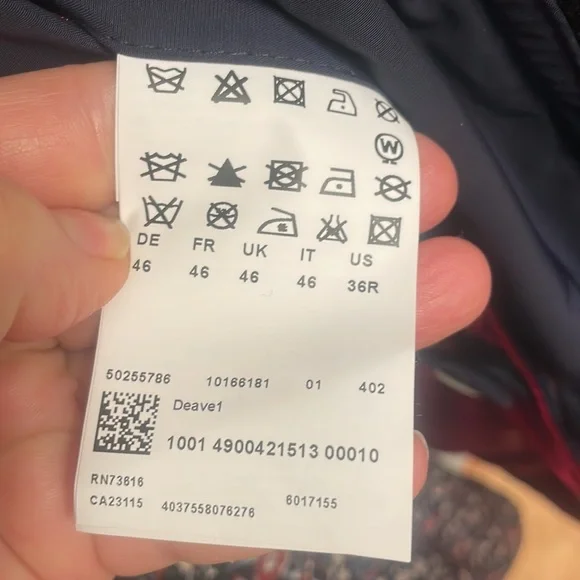 W
DE FR UK IT US
46 46 46 46 36R
50255786 10166181 01 402
Deave1
1001 4900421513 00010
RN73616
CA23115 4037558076276 6017155